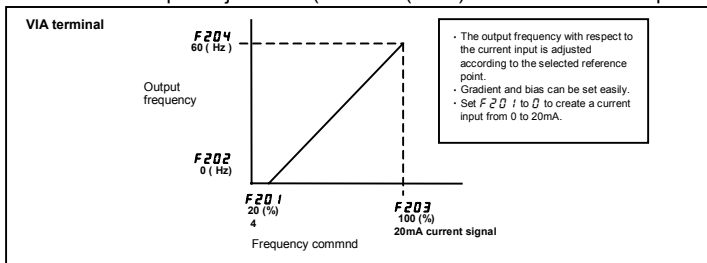 VIA terminal
F204
60 ( Hz )
Output
frequency
F202
0 ( Hz)
F201
20 (%)
4
F203
100 (%)
20mA current signal
Frequency commnd
· The output frequency with respect to
the current input is adjusted
according to the selected reference
point.
· Gradient and bias can be set easily.
· Set F201 to 0 to create a current
input from 0 to 20mA.